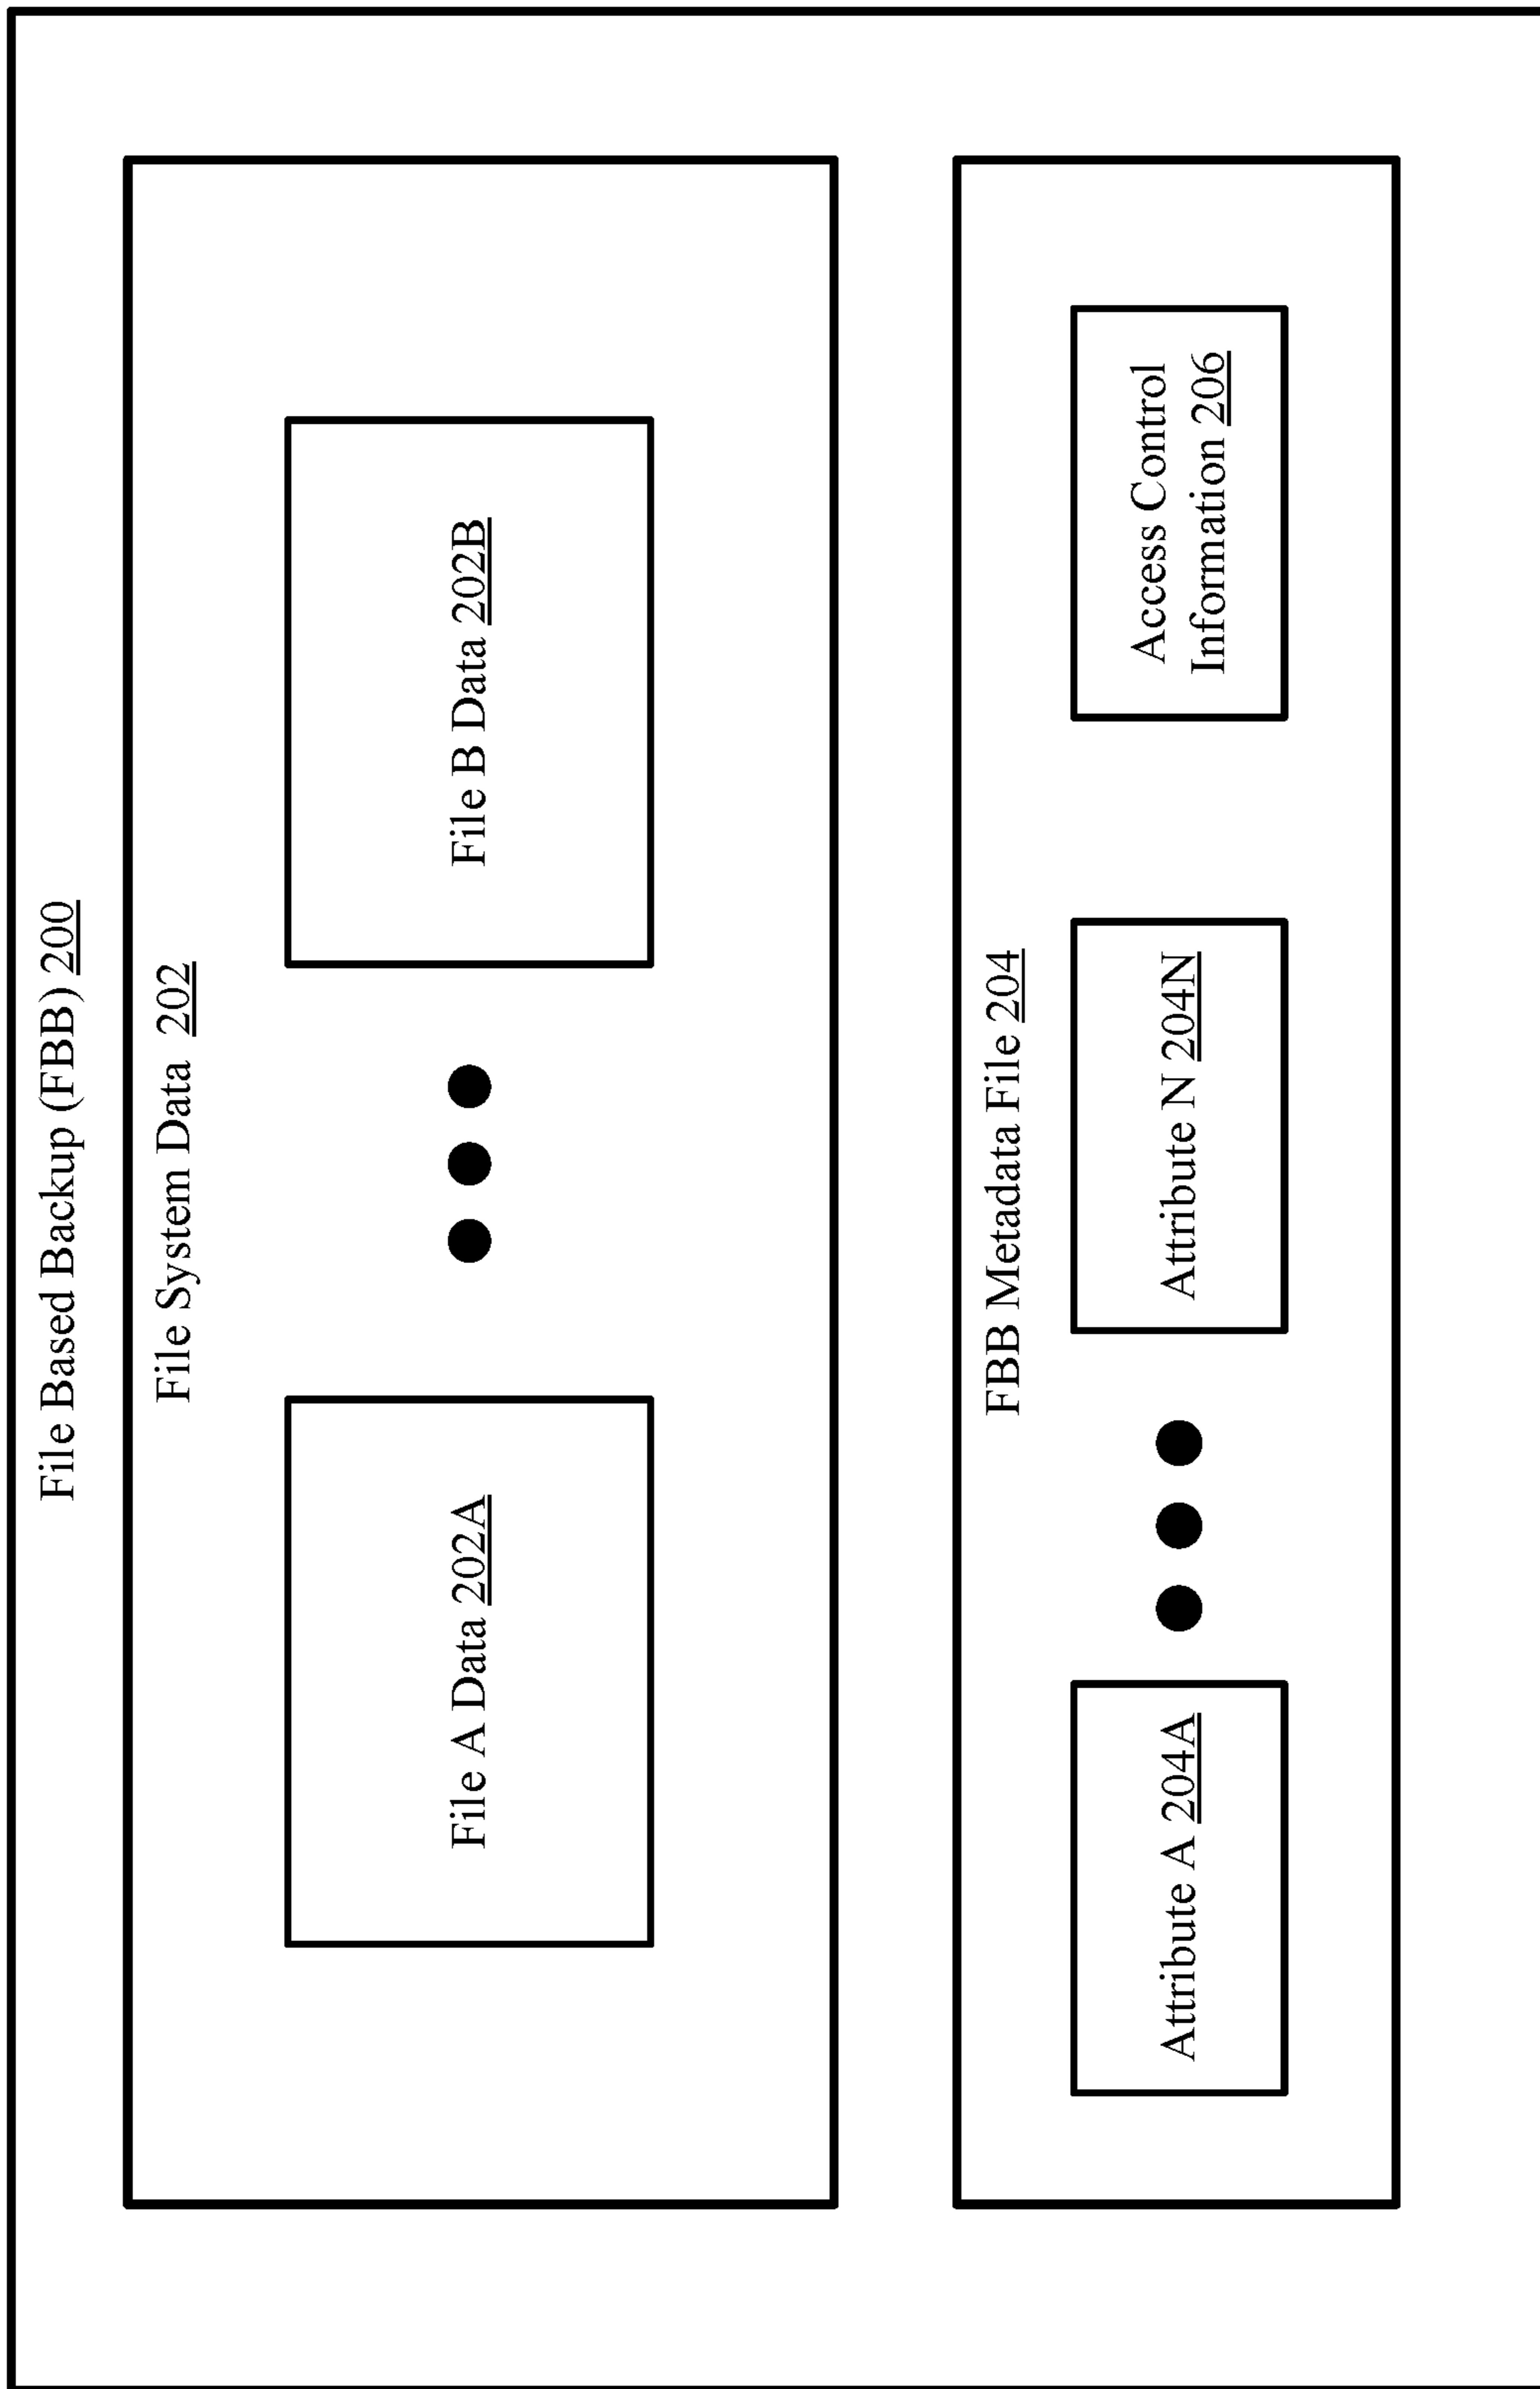 File Based Backup (FBB) 200
File System Data 202
File A Data 202A
File B Data 202B
FBB Metadata File 204
Attribute A 204A
Attribute N 204N
Access Control
Information 206